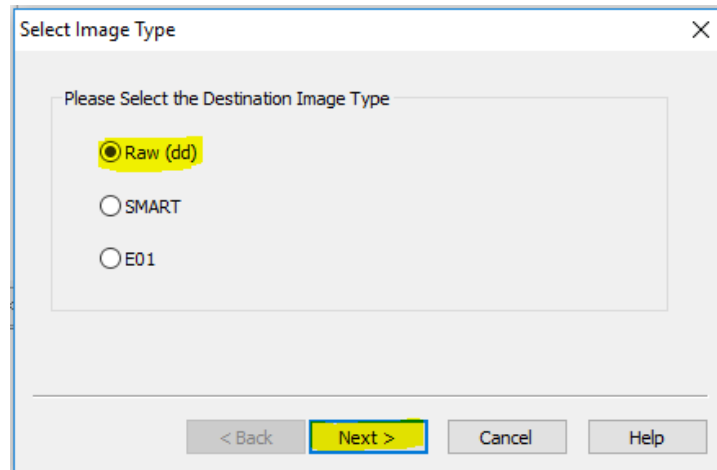 Select Image Type
Please Select the Destination Image Type
Raw (dd)
SMART
E01
< Back Next > Cancel Help